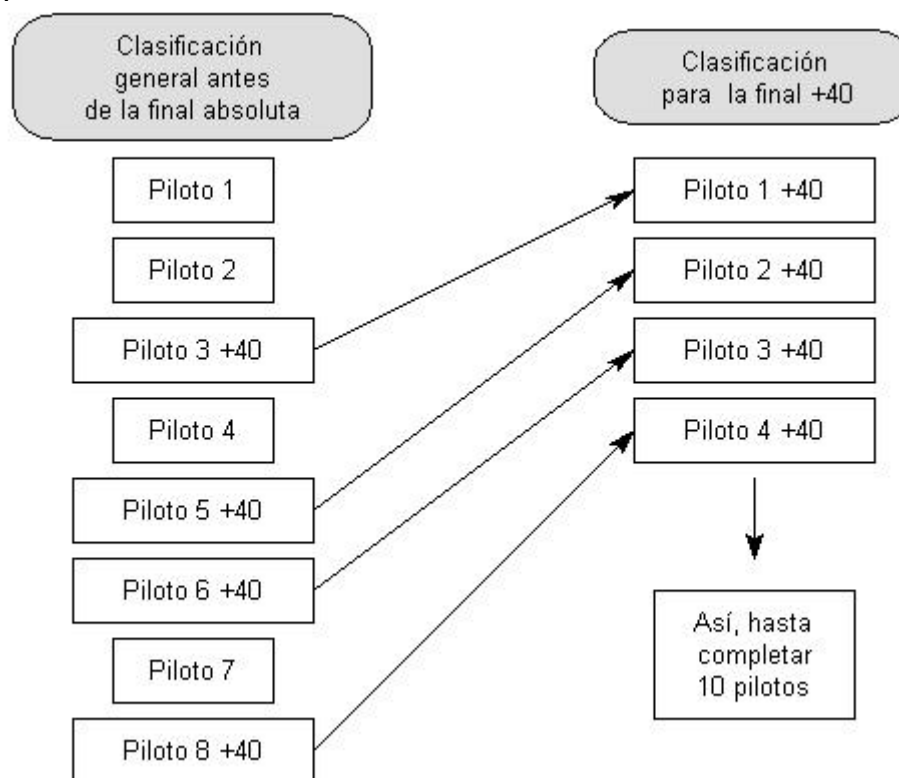 Clasificación
general antes
de la final absoluta
Piloto 1
Piloto 2
Piloto 3 +40
Piloto 4
Piloto 5 +40
Piloto 6 +40
Piloto 7
Piloto 8 +40
Clasificación
para la final +40
Piloto 1 +40
Piloto 2 +40
Piloto 3 +40
Piloto 4 +40
Así, hasta
completar
10 pilotos